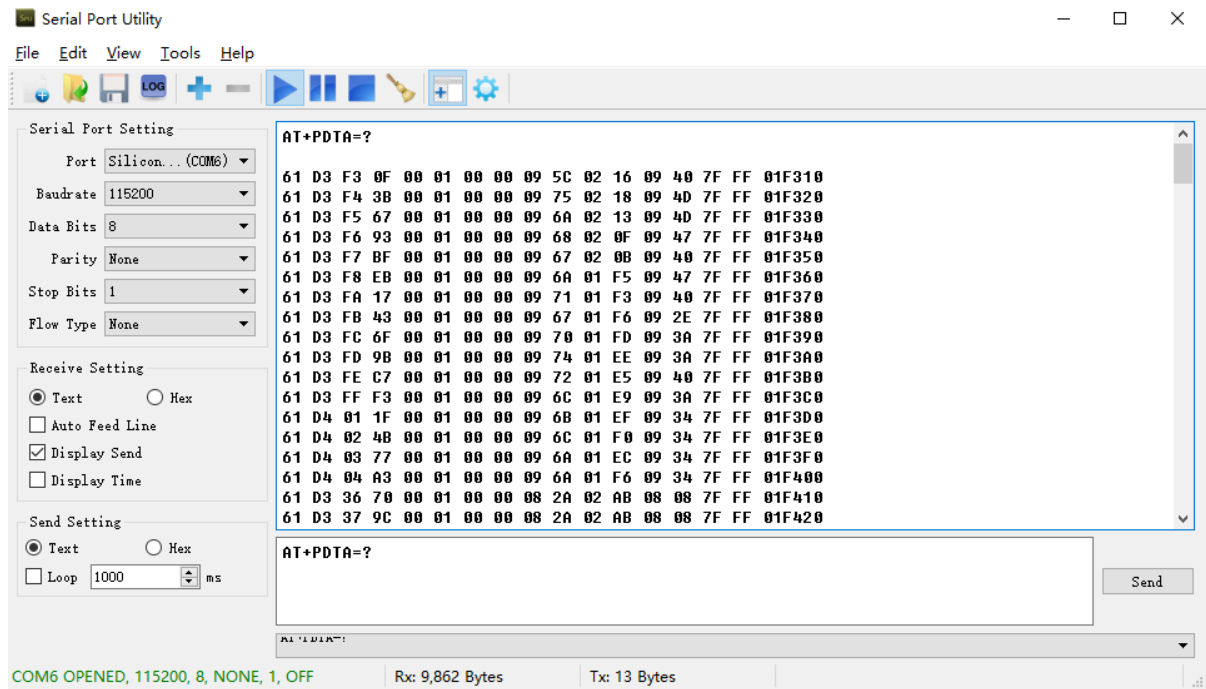 Serial Port Utility
File Edit View Tools Help
LOG
Serial Port Setting
Port Silicon...(COM6)
Baudrate 115200
Data Bits 8
Parity None
Stop Bits 1
Flow Type None
Receive Setting
Text Hex
Auto Feed Line
Display Send
Display Time
Send Setting
Text Hex
Loop 1000 ms
AT+PDTA=?
61 D3 F3 0F 00 01 00 00 09 5C 02 16 09 40 7F FF 01F310
61 D3 F4 3B 00 01 00 00 09 75 02 18 09 4D 7F FF 01F320
61 D3 F5 67 00 01 00 00 09 6A 02 13 09 4D 7F FF 01F330
61 D3 F6 93 00 01 00 00 09 68 02 0F 09 47 7F FF 01F340
61 D3 F7 BF 00 01 00 00 09 67 02 0B 09 40 7F FF 01F350
61 D3 F8 EB 00 01 00 00 09 6A 01 F5 09 47 7F FF 01F360
61 D3 FA 17 00 01 00 00 09 71 01 F3 09 40 7F FF 01F370
61 D3 FB 43 00 01 00 00 09 67 01 F6 09 2E 7F FF 01F380
61 D3 FC 6F 00 01 00 00 09 70 01 FD 09 3A 7F FF 01F390
61 D3 FD 9B 00 01 00 00 09 74 01 EE 09 3A 7F FF 01F3A0
61 D3 FE C7 00 01 00 00 09 72 01 E5 09 40 7F FF 01F3B0
61 D3 FF F3 00 01 00 00 09 6C 01 E9 09 3A 7F FF 01F3C0
61 D4 01 1F 00 01 00 00 09 6B 01 EF 09 34 7F FF 01F3D0
61 D4 02 4B 00 01 00 00 09 6C 01 F0 09 34 7F FF 01F3E0
61 D4 03 77 00 01 00 00 09 6A 01 EC 09 34 7F FF 01F3F0
61 D4 04 A3 00 01 00 00 09 6A 01 F6 09 34 7F FF 01F400
61 D3 36 70 00 01 00 00 08 2A 02 AB 08 08 7F FF 01F410
61 D3 37 9C 00 01 00 00 08 2A 02 AB 08 08 7F FF 01F420
AT+PDTA=?
Send
AT+PDTA=?
COM6 OPENED, 115200, 8, NONE, 1, OFF Rx: 9,862 Bytes Tx: 13 Bytes